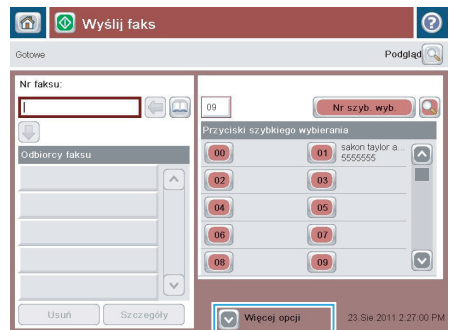 Wyślij faks
Gotowe
Podgląd
Nr faksu:
Odbiorcy faksu
Usuń
Szczegóły
09
Nr szyb. wyb.
Przyciski szybkiego wybierania
00
01 sakon taylor a...
5555555
02 03
04 05
06 07
08 09
Więcej opcji
23.Sie.2011 2:27:00 PM